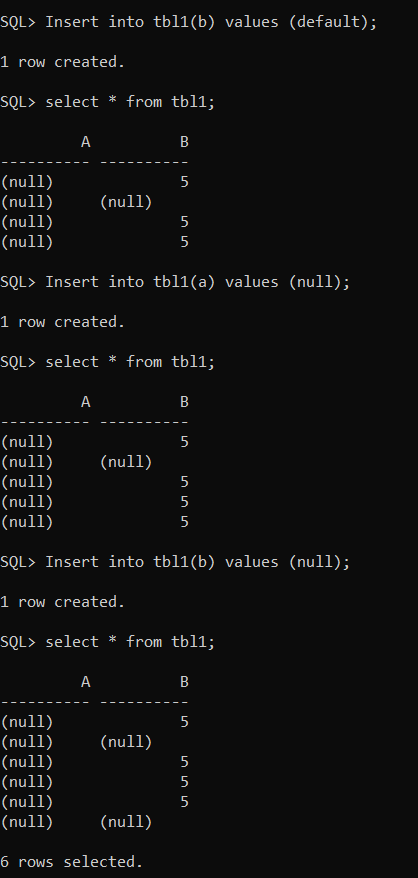 SQL> Insert into tbl1(b) values (default);
1 row created.
SQL> select * from tbl1;
         A          B
---------- ----------
(null)              5
(null)     (null)
(null)              5
(null)              5
SQL> Insert into tbl1(a) values (null);
1 row created.
SQL> select * from tbl1;
         A          B
---------- ----------
(null)              5
(null)     (null)
(null)              5
(null)              5
(null)              5
SQL> Insert into tbl1(b) values (null);
1 row created.
SQL> select * from tbl1;
         A          B
---------- ----------
(null)              5
(null)     (null)
(null)              5
(null)              5
(null)              5
(null)     (null)
6 rows selected.